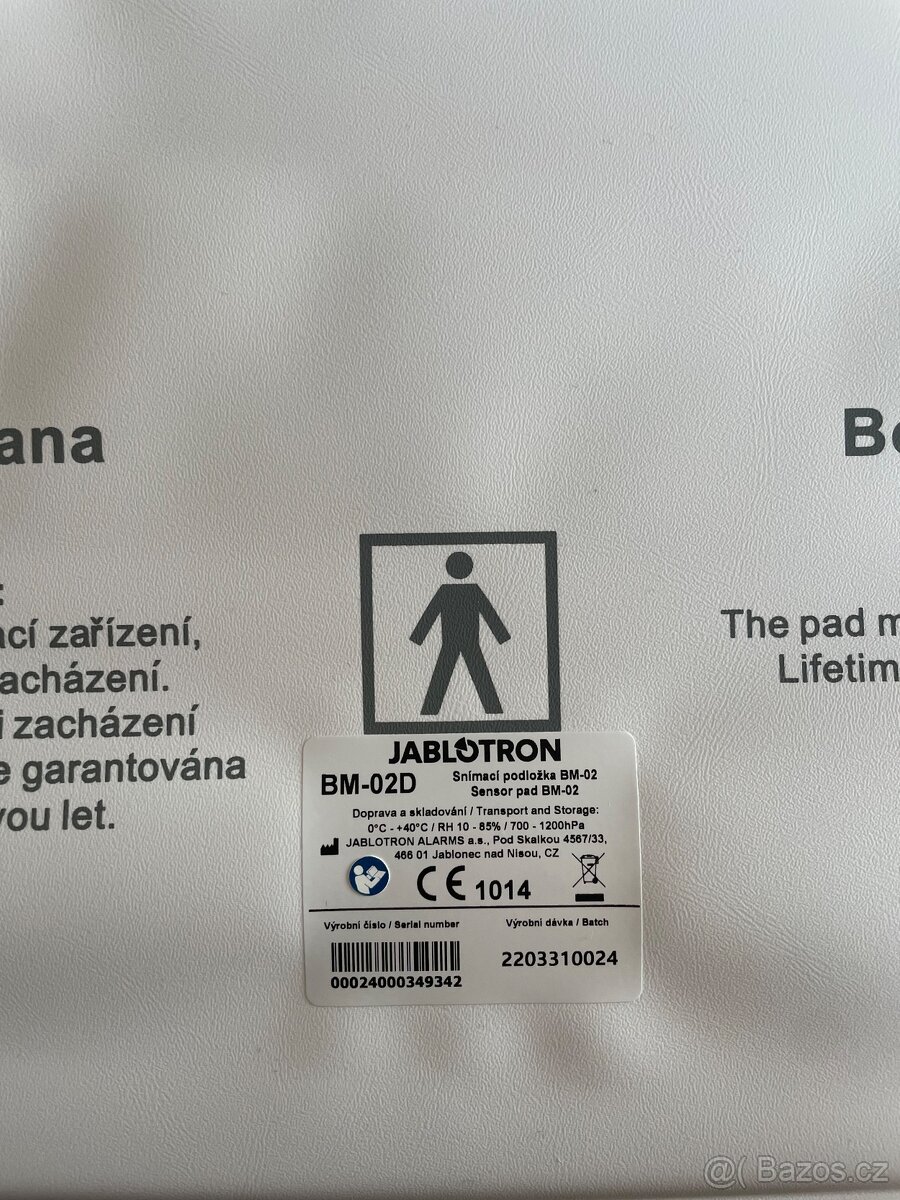 ana
Be
:
ací zařízení,
acházení.
i zacházení
e garantována
vou let.
The pad m
Lifetim
JABLOTRON
BM-02D
Snímací podložka BM-02
Sensor pad BM-02
Doprava a skladování / Transport and Storage:
0°C - +40°C / RH 10 - 85% / 700 - 1200hPa
JABLOTRON ALARMS a.s., Pod Skalkou 4567/33,
466 01 Jablonec nad Nisou, CZ
CE 1014
Výrobní číslo / Serial number
Výrobní dávka / Batch
00024000349342
2203310024
@( Bazos.cz